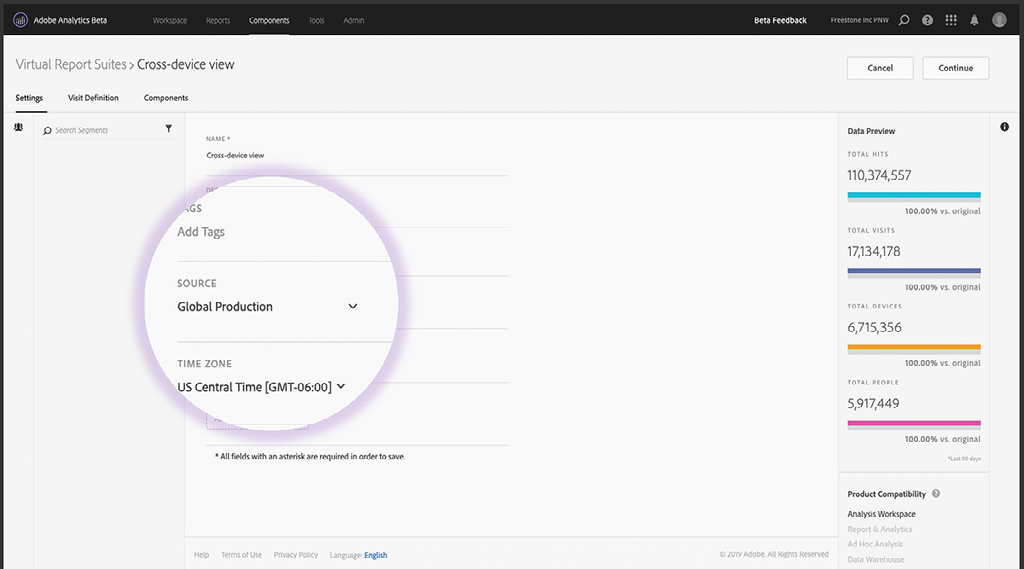 Adobe Analytics Beta
Workspace
Reports
Components
Tools
Admin
Beta Feedback
Freestone Inc PNW
Virtual Report Suites > Cross-device view
Cancel
Continue
Settings
Visit Definition
Components
Search Segments
NAME *
Cross-device view
TAGS
Add Tags
SOURCE
Global Production
TIME ZONE
US Central Time [GMT-06:00]
* All fields with an asterisk are required in order to save.
Data Preview
TOTAL HITS
110,374,557
100.00% vs. original
TOTAL VISITS
17,134,178
100.00% vs. original
TOTAL DEVICES
6,715,356
100.00% vs. original
TOTAL PEOPLE
5,917,449
100.00% vs. original
*Last 90 days
Product Compatibility
Analysis Workspace
Report & Analytics
Ad Hoc Analysis
Data Warehouse
Help
Terms of Use
Privacy Policy
Language: English
© 2019 Adobe. All Rights Reserved